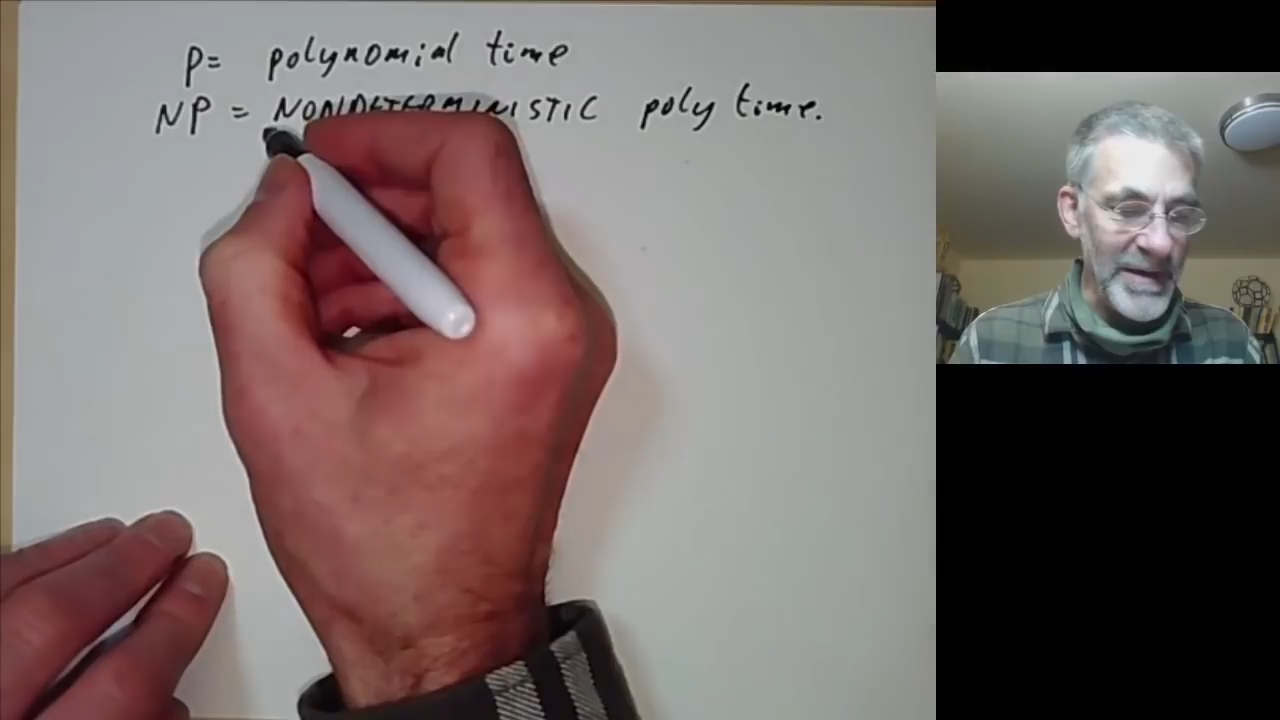 P= polynomial time
NP = NONDETERMINISTIC poly time.